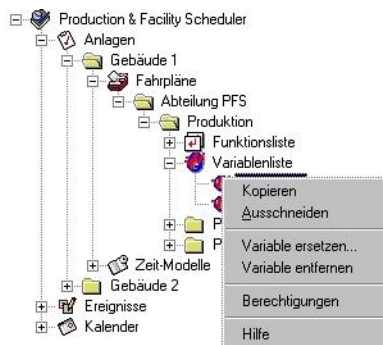 Production & Facility Scheduler
Anlagen
Gebäude 1
Fahrpläne
Abteilung PFS
Produktion
Funktionsliste
Variablenliste
Kopieren
Ausschneiden
P
Variable ersetzen...
P
Variable entfernen
Zeit-Modelle
Gebäude 2
Berechtigungen
Ereignisse
Kalender
Hilfe